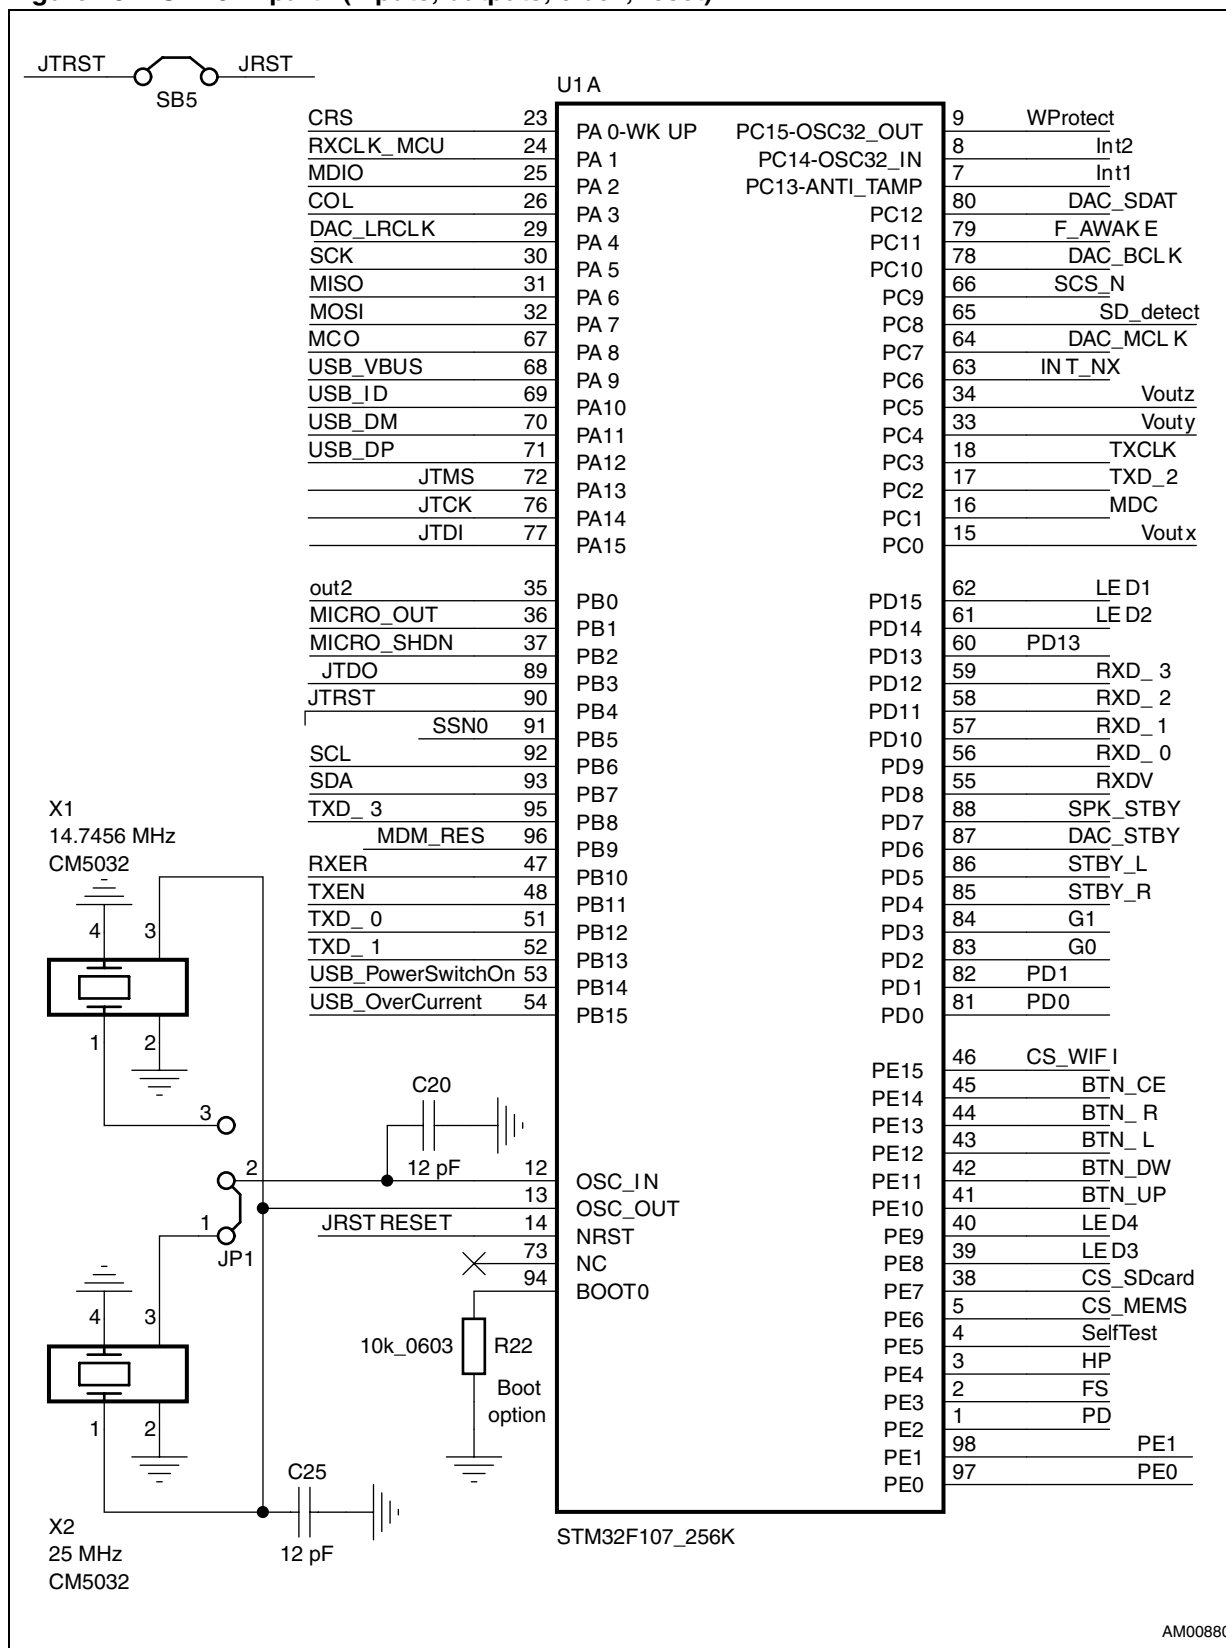 JTRST JRST
SB5
U1A
CRS 23 PA0-WK UP PC15-OSC32_OUT 9 WProtect
RXCLK_MCU 24 PA1 PC14-OSC32_IN 8 Int2
MDIO 25 PA2 PC13-ANTI_TAMP 7 Int1
COL 26 PA3 PC12 80 DAC_SDAT
DAC_LRCLK 29 PA4 PC11 79 F_AWAKE
SCK 30 PA5 PC10 78 DAC_BCLK
MISO 31 PA6 PC9 66 SCS_N
MOSI 32 PA7 PC8 65 SD_detect
MCO 67 PA8 PC7 64 DAC_MCLK
USB_VBUS 68 PA9 PC6 63 INT_NX
USB_ID 69 PA10 PC5 34 Voutz
USB_DM 70 PA11 PC4 33 Vouty
USB_DP 71 PA12 PC3 18 TXCLK
JTMS 72 PA13 PC2 17 TXD_2
JTCK 76 PA14 PC1 16 MDC
JTDI 77 PA15 PC0 15 Voutx
out2 35 PB0 PD15 62 LED1
MICRO_OUT 36 PB1 PD14 61 LED2
MICRO_SHDN 37 PB2 PD13 60 PD13
JTDO 89 PB3 PD12 59 RXD_3
JTRST 90 PB4 PD11 58 RXD_2
SSN0 91 PB5 PD10 57 RXD_1
SCL 92 PB6 PD9 56 RXD_0
SDA 93 PB7 PD8 55 RXDV
TXD_3 95 PB8 PD7 88 SPK_STBY
MDM_RES 96 PB9 PD6 87 DAC_STBY
RXER 47 PB10 PD5 86 STBY_L
TXEN 48 PB11 PD4 85 STBY_R
TXD_0 51 PB12 PD3 84 G1
TXD_1 52 PB13 PD2 83 G0
USB_PowerSwitchOn 53 PB14 PD1 82 PD1
USB_OverCurrent 54 PB15 PD0 81 PD0
X1
14.7456 MHz
CM5032
4 3
1 2
PE15 46 CS_WIFI
PE14 45 BTN_CE
PE13 44 BTN_R
PE12 43 BTN_L
PE11 42 BTN_DW
PE10 41 BTN_UP
PE9 40 LED4
PE8 39 LED3
PE7 38 CS_SDcard
PE6 5 CS_MEMS
PE5 4 SelfTest
PE4 3 HP
PE3 2 FS
PE2 1 PD
PE1 98 PE1
PE0 97 PE0
C20
12 pF
3
2
1
JP1
12 OSC_IN
13 OSC_OUT
JRST RESET 14 NRST
73 NC
94 BOOT0
10k_0603 R22
Boot
option
4 3
1 2
C25
12 pF
X2
25 MHz
CM5032
STM32F107_256K